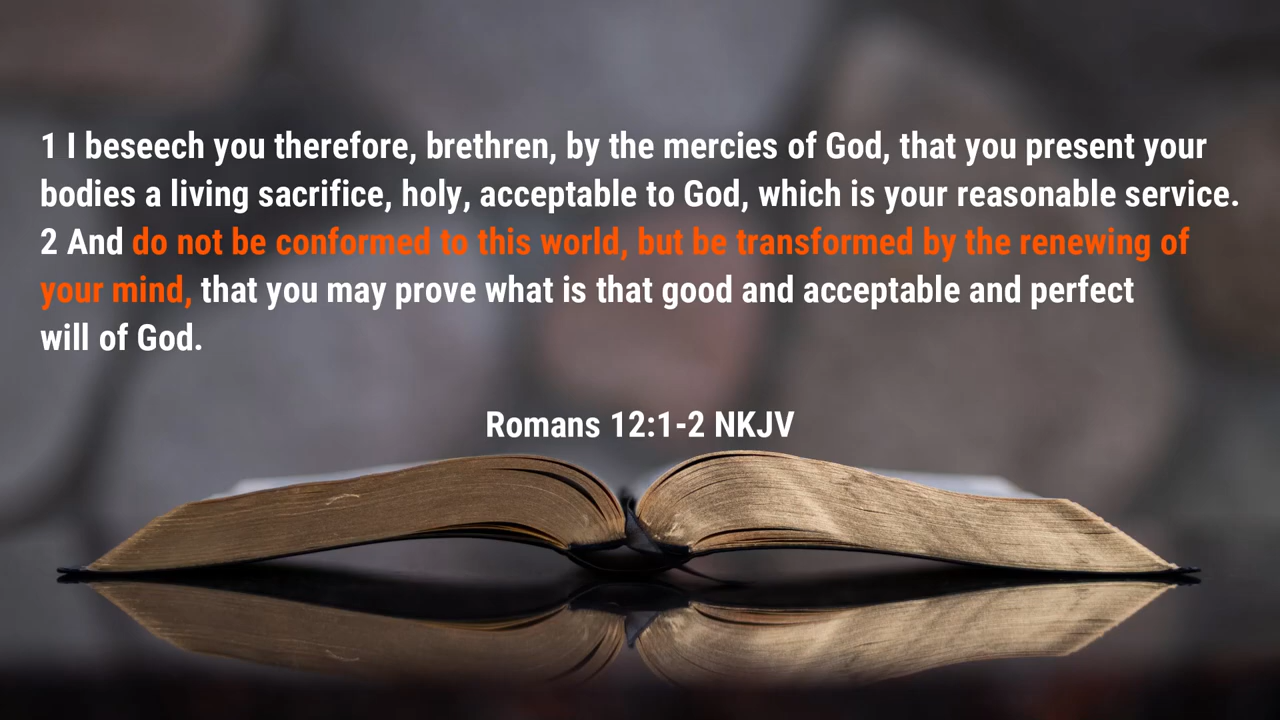 1 I beseech you therefore, brethren, by the mercies of God, that you present your
bodies a living sacrifice, holy, acceptable to God, which is your reasonable service.
2 And do not be conformed to this world, but be transformed by the renewing of
your mind, that you may prove what is that good and acceptable and perfect
will of God.
Romans 12:1-2 NKJV